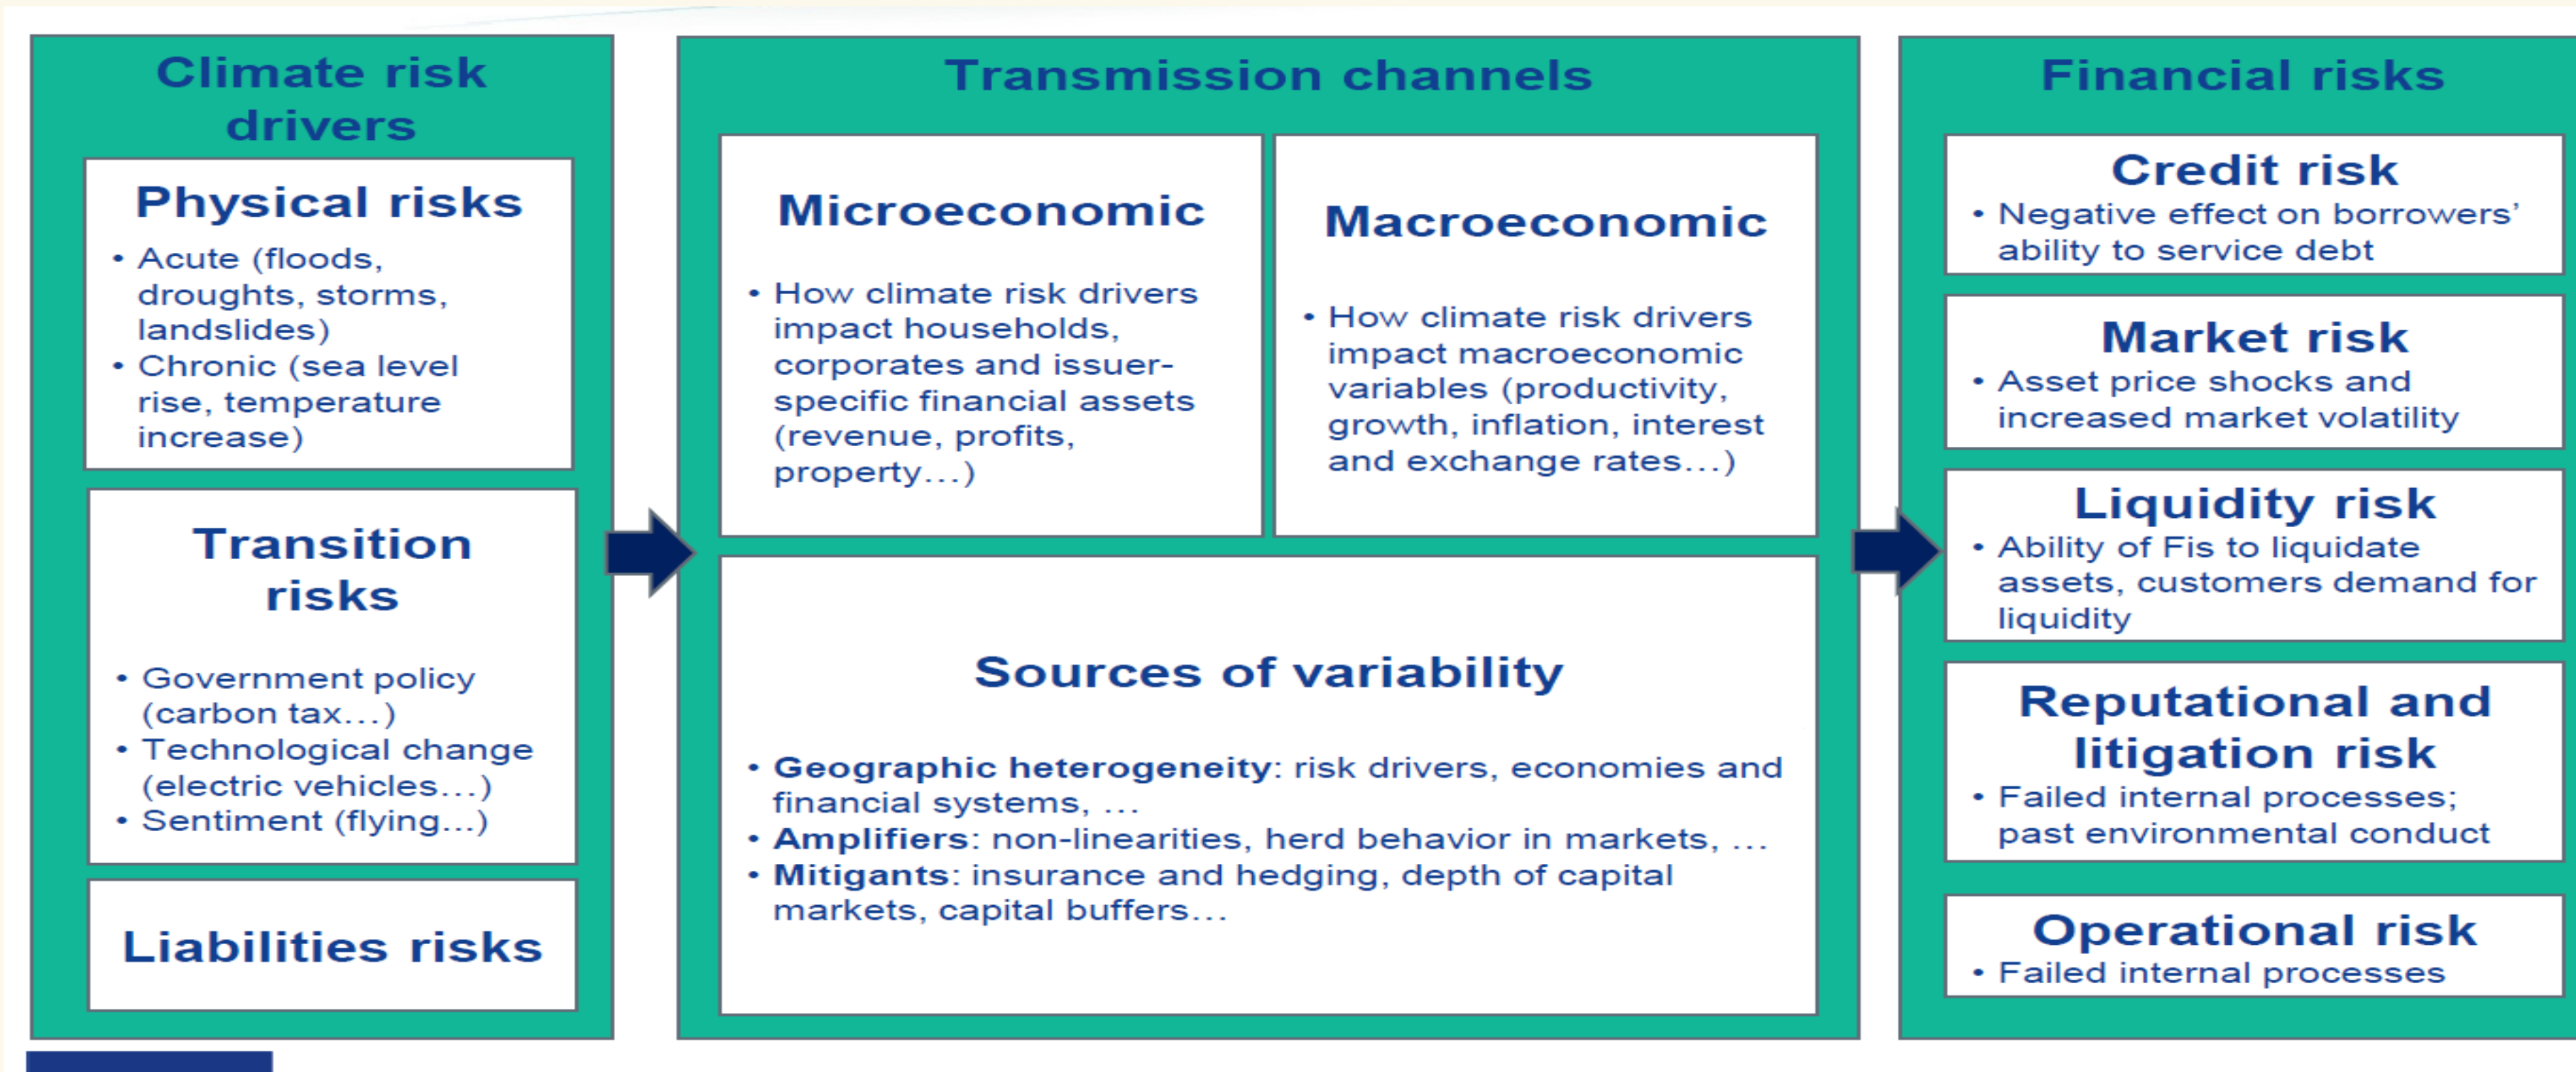 Climate risk
drivers
Physical risks
• Acute (floods,
droughts, storms,
landslides)
• Chronic (sea level
rise, temperature
increase)
Transition
risks
• Government policy
(carbon tax...)
• Technological change
(electric vehicles...)
• Sentiment (flying...)
Liabilities risks
Transmission channels
Microeconomic
• How climate risk drivers
impact households,
corporates and issuer-
specific financial assets
(revenue, profits,
property...)
Macroeconomic
• How climate risk drivers
impact macroeconomic
variables (productivity,
growth, inflation, interest
and exchange rates...)
Sources of variability
• Geographic heterogeneity: risk drivers, economies and
financial systems, ...
• Amplifiers: non-linearities, herd behavior in markets, ...
• Mitigants: insurance and hedging, depth of capital
markets, capital buffers...
Financial risks
Credit risk
• Negative effect on borrowers’
ability to service debt
Market risk
• Asset price shocks and
increased market volatility
Liquidity risk
• Ability of Fis to liquidate
assets, customers demand for
liquidity
Reputational and
litigation risk
• Failed internal processes;
past environmental conduct
Operational risk
• Failed internal processes